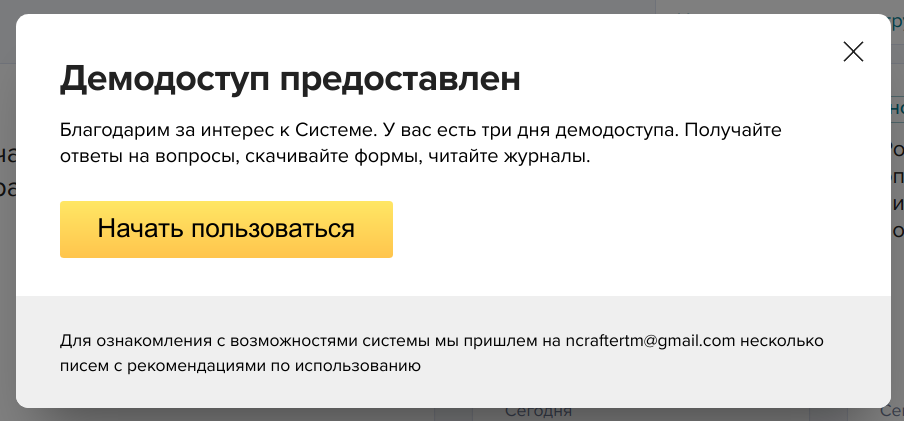 Демодоступ предоставлен
Благодарим за интерес к Системе. У вас есть три дня демодоступа. Получайте
ответы на вопросы, скачивайте формы, читайте журналы.
Начать пользоваться
Для ознакомления с возможностями системы мы пришлем на ncraftertm@gmail.com несколько
писем с рекомендациями по использованию
Сегодня